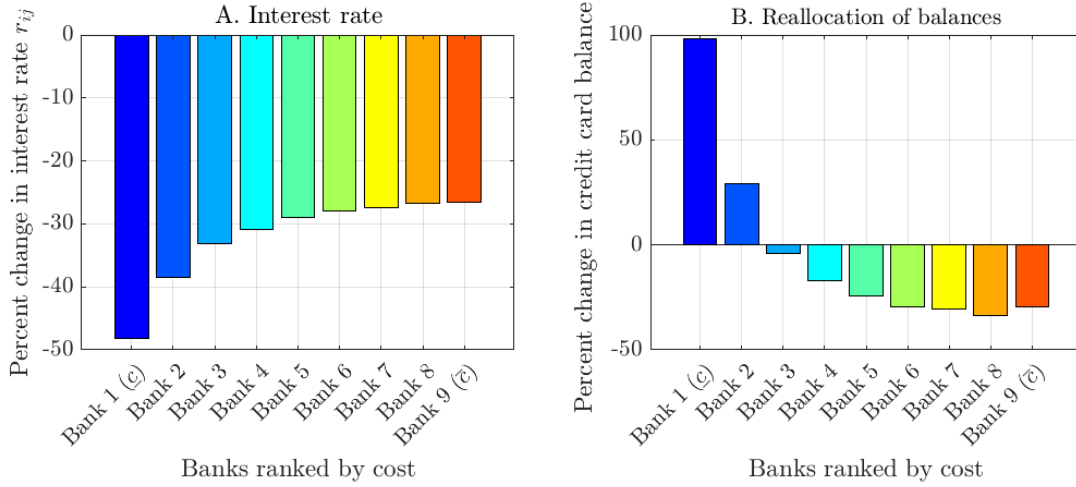 A. Interest rate
Percent change in interest rate r_{ij}
0
-10
-20
-30
-40
-50
Bank 1 (c̲)
Bank 2
Bank 3
Bank 4
Bank 5
Bank 6
Bank 7
Bank 8
Bank 9 (c̅)
Banks ranked by cost
B. Reallocation of balances
Percent change in credit card balance
100
50
0
-50
Bank 1 (c̲)
Bank 2
Bank 3
Bank 4
Bank 5
Bank 6
Bank 7
Bank 8
Bank 9 (c̅)
Banks ranked by cost